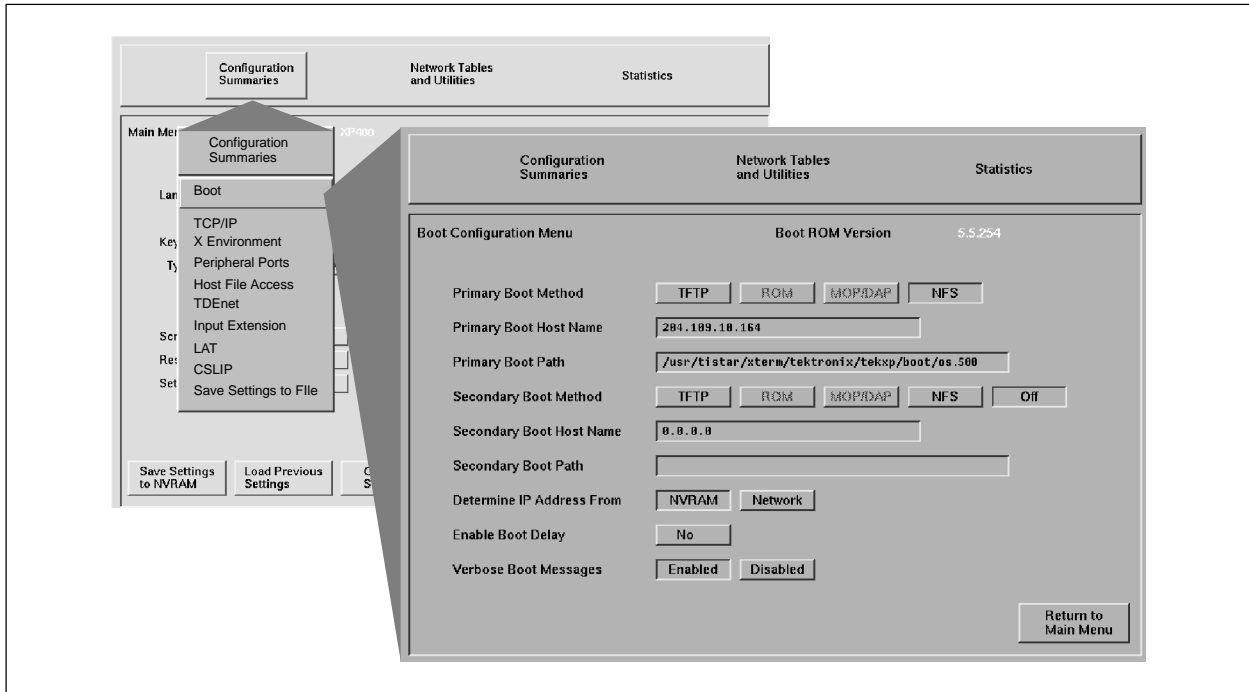 Configuration
Summaries
Network Tables
and Utilities
Statistics
Main Me
XP400
Configuration
Summaries
Boot
TCP/IP
X Environment
Peripheral Ports
Host File Access
TDEnet
Input Extension
LAT
CSLIP
Save Settings to FIle
Lan
Key
Ty
Scr
Res
Set
Save Settings
to NVRAM
Load Previous
Settings
C
S
Configuration
Summaries
Network Tables
and Utilities
Statistics
Boot Configuration Menu
Boot ROM Version
5.5.254
Primary Boot Method
TFTP
ROM
MOP/DAP
NFS
Primary Boot Host Name
204.109.10.164
Primary Boot Path
/usr/tistar/xterm/tektronix/tekxp/boot/os.500
Secondary Boot Method
TFTP
ROM
MOP/DAP
NFS
Off
Secondary Boot Host Name
0.0.0.0
Secondary Boot Path
Determine IP Address From
NVRAM
Network
Enable Boot Delay
No
Verbose Boot Messages
Enabled
Disabled
Return to
Main Menu